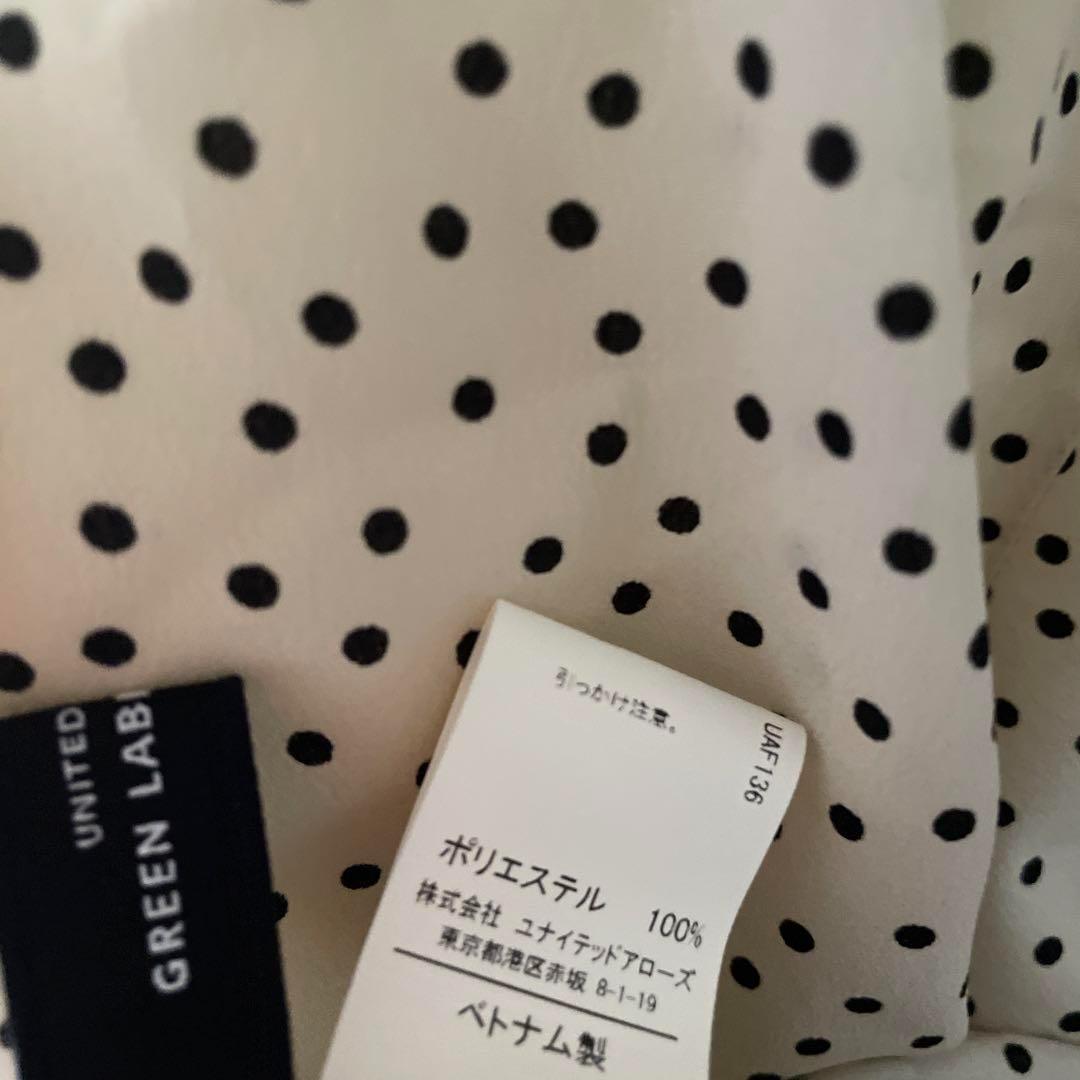 UNITED
GREEN LAB
引っかけ注意。
UAF136
ポリエステル 100%
株式会社 ユナイテッドアローズ
東京都港区赤坂 8-1-19
ベトナム製